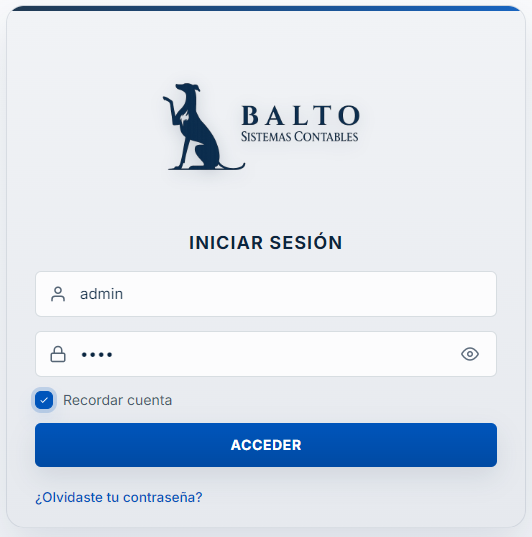 BALTO
SISTEMAS CONTABLES
INICIAR SESIÓN
admin
••••
Recordar cuenta
ACCEDER
¿Olvidaste tu contraseña?